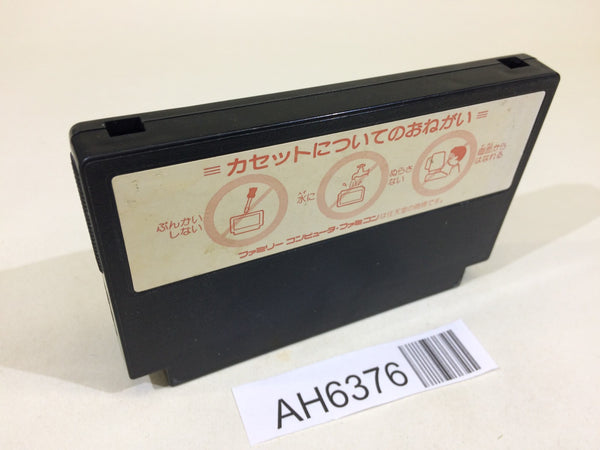 カセットについてのおねがい
ぶんかい
しない
水に
ぬらさ
ない
画面から
はなれる
ファミリー コンピュータ・ファミコンは任天堂の商標です。
AH6376